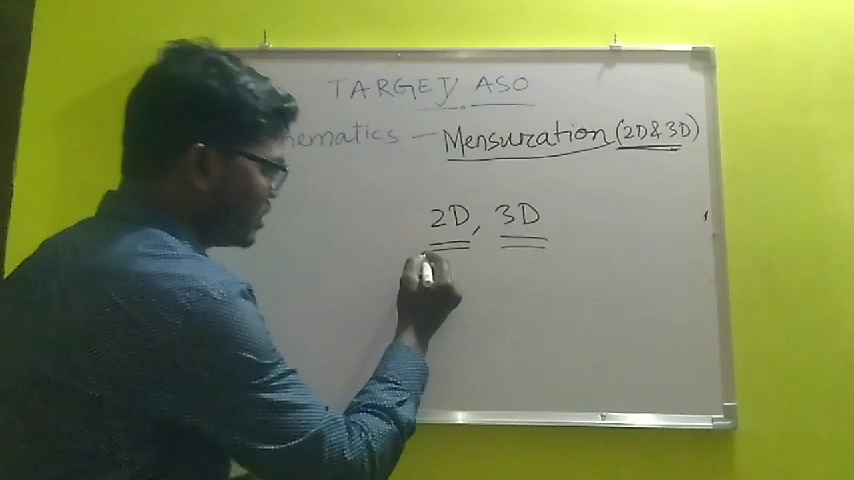 TARGET ASO
hematics - Mensuration (2D & 3D)
2D, 3D